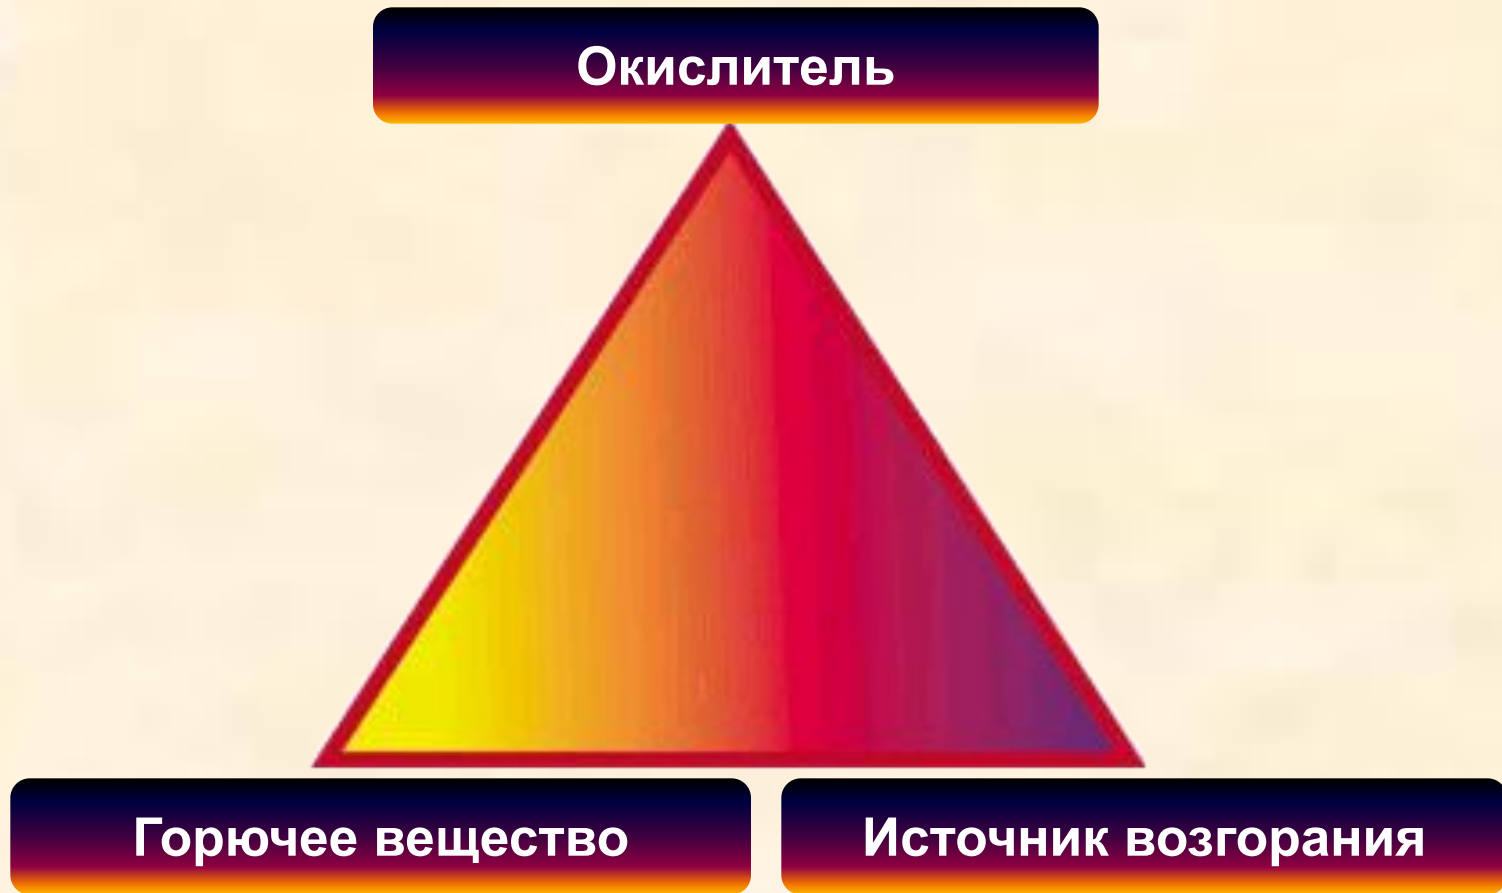 Окислитель
Горючее вещество
Источник возгорания